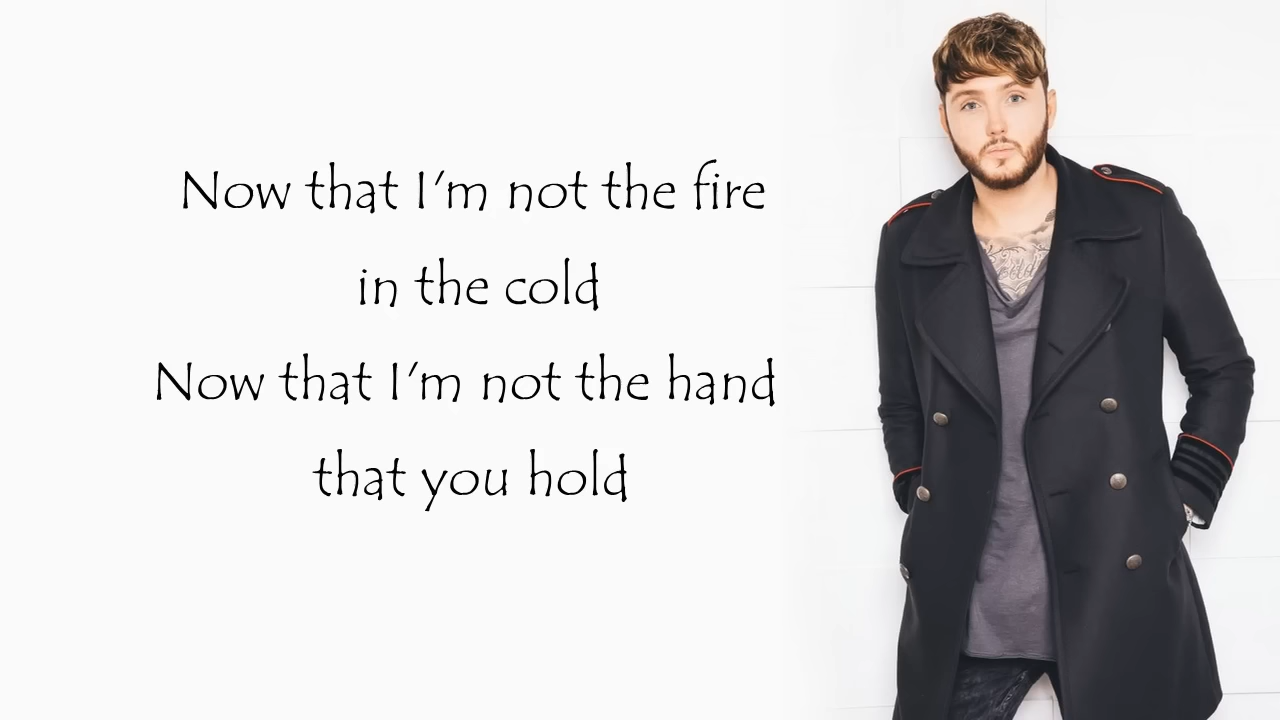 Now that I'm not the fire
in the cold
Now that I'm not the hand
that you hold